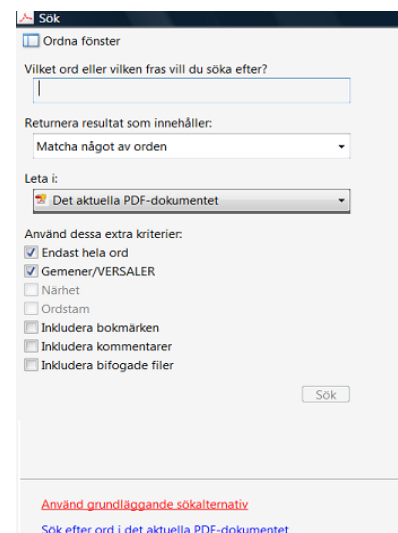 Sök
Ordna fönster
Vilket ord eller vilken fras vill du söka efter?
Returnera resultat som innehåller:
Matcha något av orden
Leta i:
Det aktuella PDF-dokumentet
Använd dessa extra kriterier:
Endast hela ord
Gemener/VERSALER
Närhet
Ordstam
Inkludera bokmärken
Inkludera kommentarer
Inkludera bifogade filer
Sök
Använd grundläggande sökalternativ
Sök efter ord i det aktuella PDF-dokumentet